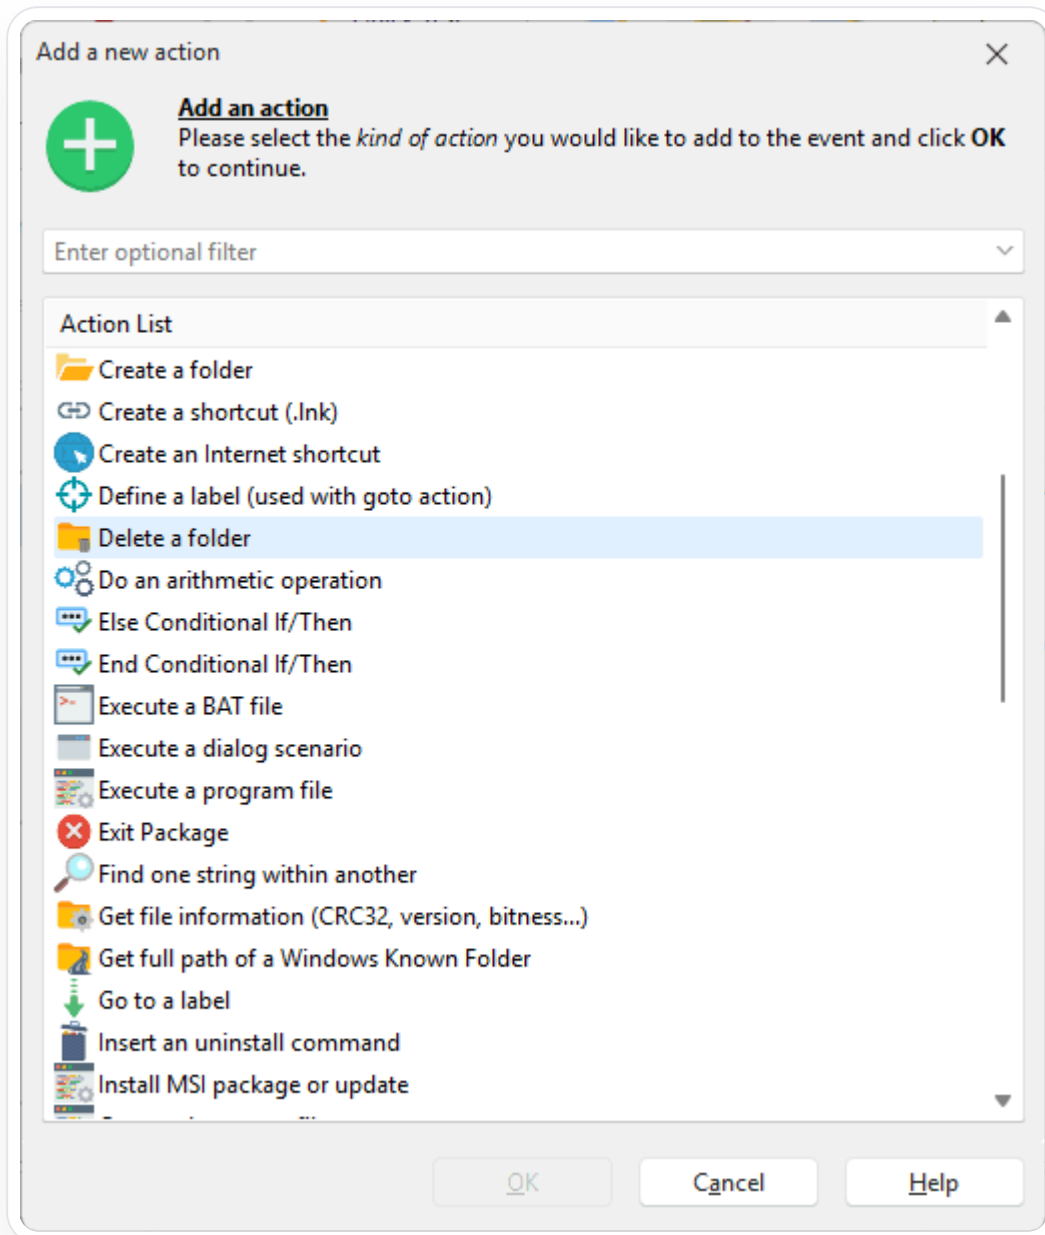 Add a new action
Add an action
Please select the kind of action you would like to add to the event and click OK
to continue.
Enter optional filter
Action List
Create a folder
Create a shortcut (.lnk)
Create an Internet shortcut
Define a label (used with goto action)
Delete a folder
Do an arithmetic operation
Else Conditional If/Then
End Conditional If/Then
Execute a BAT file
Execute a dialog scenario
Execute a program file
Exit Package
Find one string within another
Get file information (CRC32, version, bitness...)
Get full path of a Windows Known Folder
Go to a label
Insert an uninstall command
Install MSI package or update
OK Cancel Help